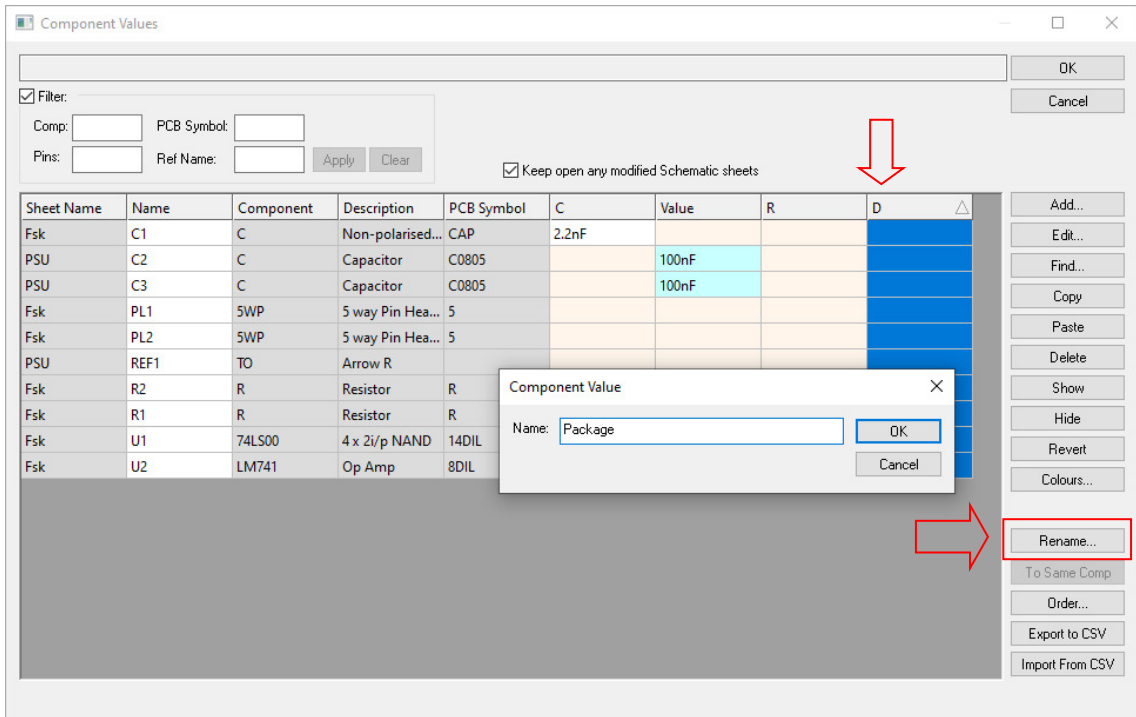 Component Values
OK
Filter:
Cancel
Comp:
PCB Symbol:
Pins:
Ref Name:
Apply
Clear
Keep open any modified Schematic sheets
Sheet Name Name Component Description PCB Symbol C Value R D
Fsk C1 C Non-polarised... CAP 2.2nF
PSU C2 C Capacitor C0805 100nF
PSU C3 C Capacitor C0805 100nF
Fsk PL1 5WP 5 way Pin Hea... 5
Fsk PL2 5WP 5 way Pin Hea... 5
PSU REF1 TO Arrow R
Fsk R2 R Resistor R
Fsk R1 R Resistor R
Fsk U1 74LS00 4 x 2i/p NAND 14DIL
Fsk U2 LM741 Op Amp 8DIL
Component Value
Name: Package
OK
Cancel
Add...
Edit...
Find...
Copy
Paste
Delete
Show
Hide
Revert
Colours...
Rename...
To Same Comp
Order...
Export to CSV
Import From CSV